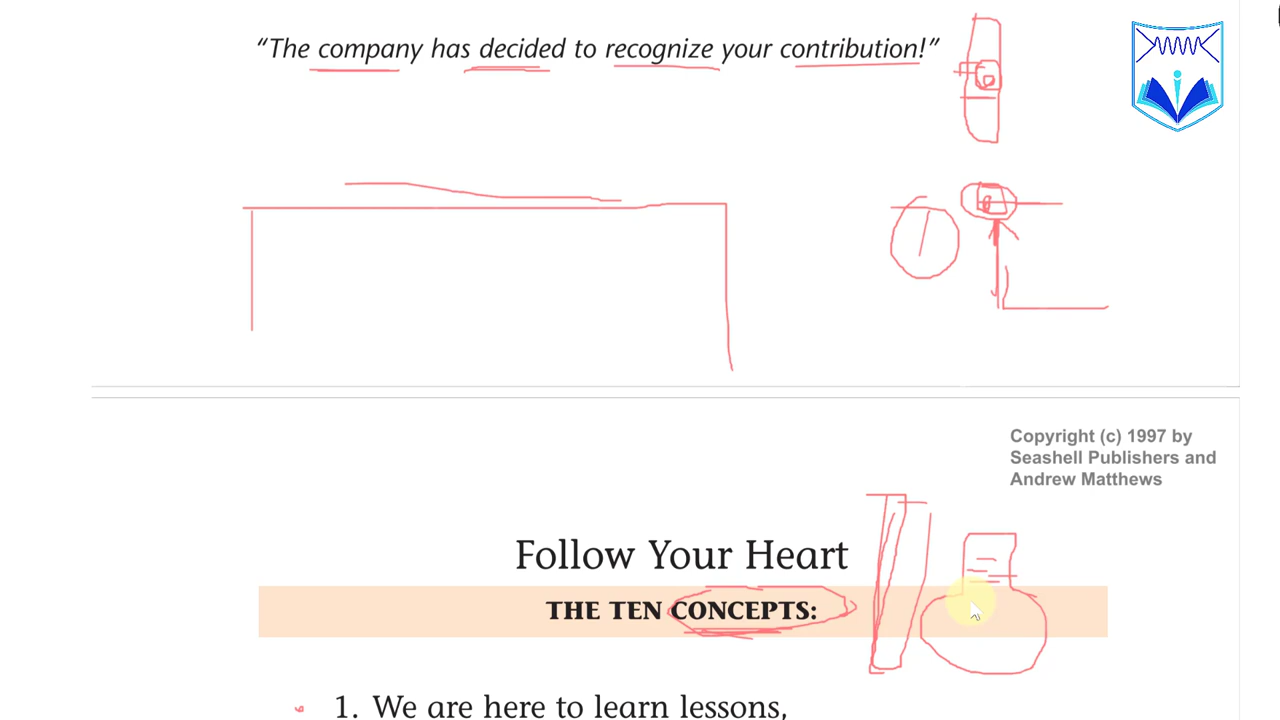 “The company has decided to recognize your contribution!”
Copyright (c) 1997 by
Seashell Publishers and
Andrew Matthews
Follow Your Heart
THE TEN CONCEPTS:
1. We are here to learn lessons,